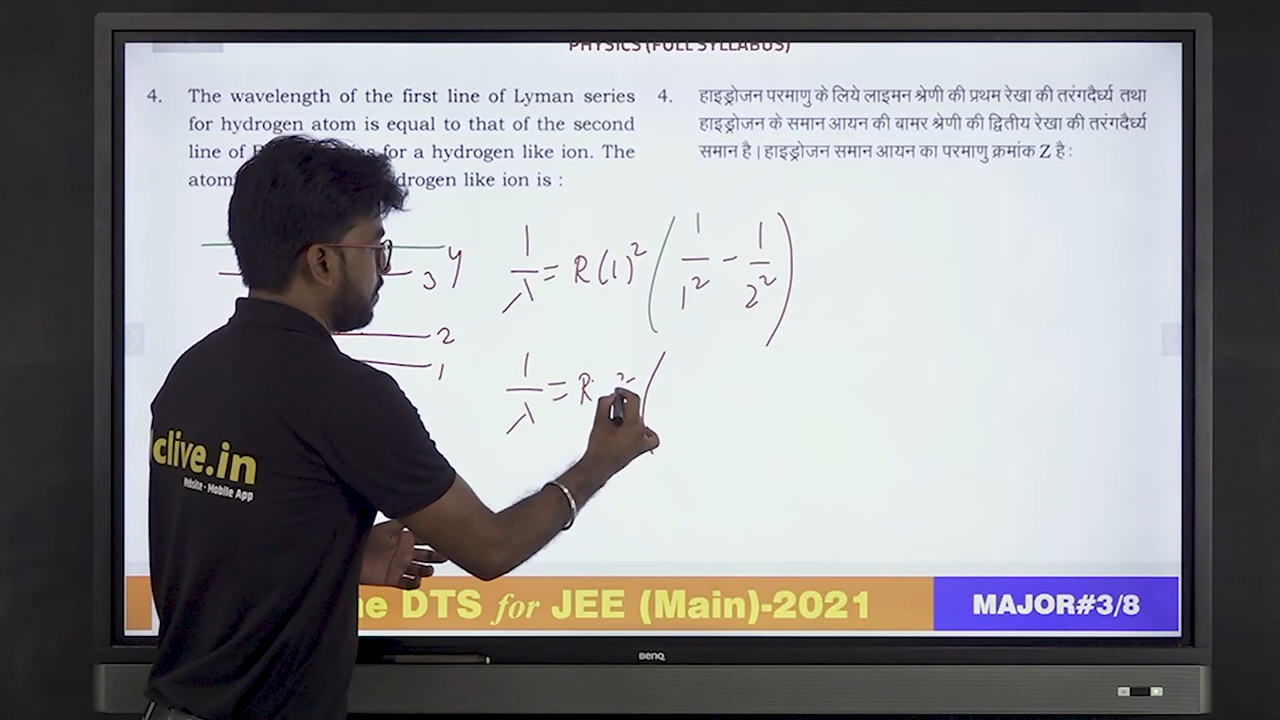 PHYSICS (FULL SYLLABUS)
4. The wavelength of the first line of Lyman series
for hydrogen atom is equal to that of the second
line of for a hydrogen like ion. The
drogen like ion is :
4. हाइड्रोजन परमाणु के लिये लाइमन श्रेणी की प्रथम रेखा की तरंगदैर्ध्य तथा
हाइड्रोजन के समान आयन की बामर श्रेणी की द्वितीय रेखा की तरंगदैर्ध्य
समान है। हाइड्रोजन समान आयन का परमाणु क्रमांक Z है :
4
3
2
1
1/λ = R(1)² (1/1² - 1/2²)
1/λ = R ² (
clive.in
Website - Mobile App
e DTS for JEE (Main)-2021
MAJOR#3/8
BenQ